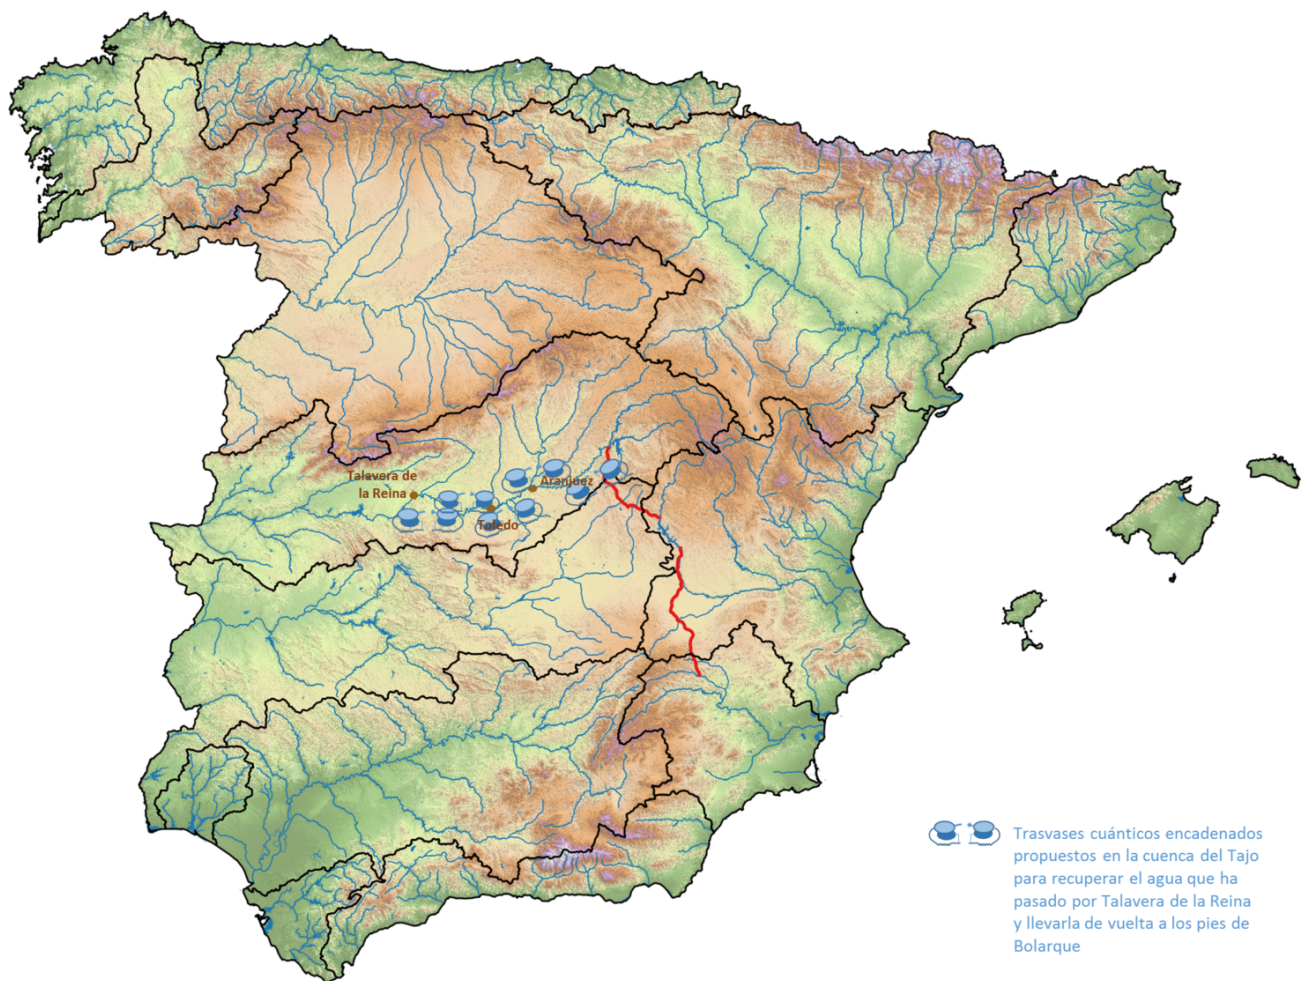 Talavera de
la Reina
Aranjuez
Toledo
Trasvases cuánticos encadenados
propuestos en la cuenca del Tajo
para recuperar el agua que ha
pasado por Talavera de la Reina
y llevarla de vuelta a los pies de
Bolarque